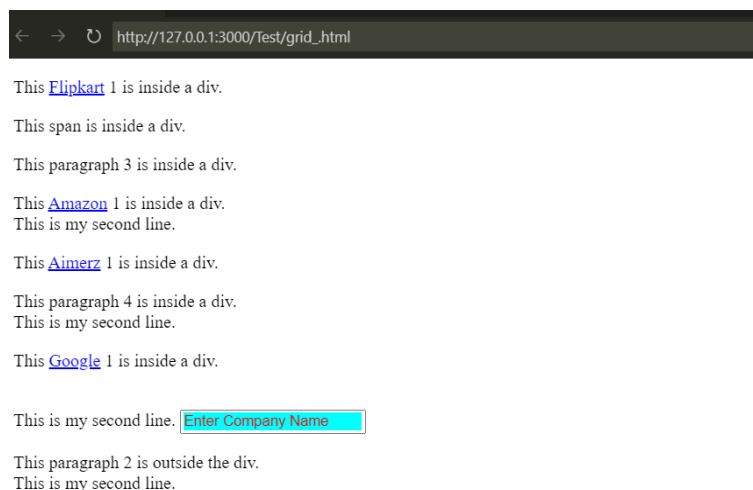 http://127.0.0.1:3000/Test/grid_.html
This Flipkart 1 is inside a div.
This span is inside a div.
This paragraph 3 is inside a div.
This Amazon 1 is inside a div.
This is my second line.
This Aimerz 1 is inside a div.
This paragraph 4 is inside a div.
This is my second line.
This Google 1 is inside a div.
This is my second line. Enter Company Name
This paragraph 2 is outside the div.
This is my second line.